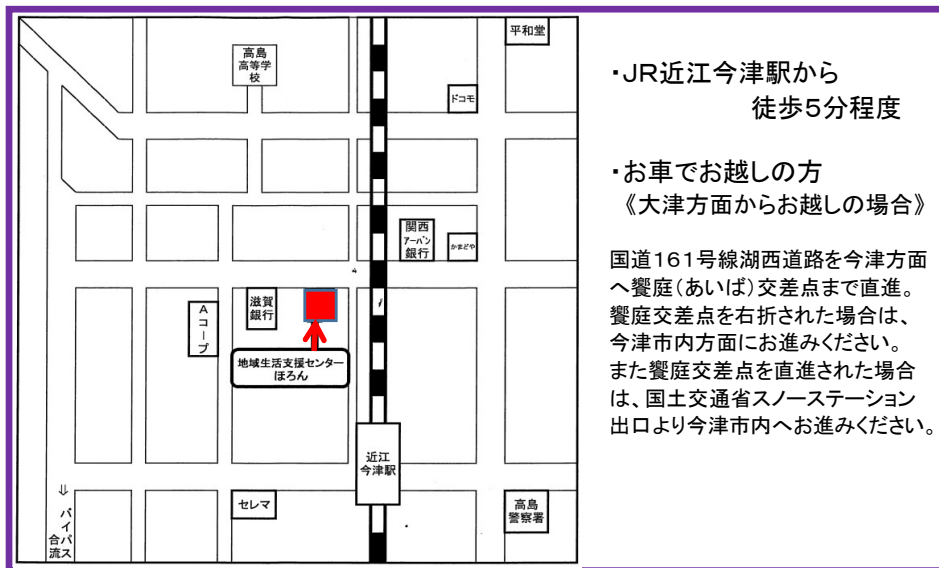 平和堂
高島
高等学
校
ドコモ
関西
アーバン
銀行
かまどや
Aコープ
滋賀
銀行
地域生活支援センター
ほろん
近江
今津駅
⇓
バイパス
合流
セレマ
高島
警察署
・JR近江今津駅から
徒歩5分程度
・お車でお越しの方
《大津方面からお越しの場合》
国道161号線湖西道路を今津方面
へ饗庭(あいば)交差点まで直進。
饗庭交差点を右折された場合は、
今津市内方面にお進みください。
また饗庭交差点を直進された場合
は、国土交通省スノーステーション
出口より今津市内へお進みください。